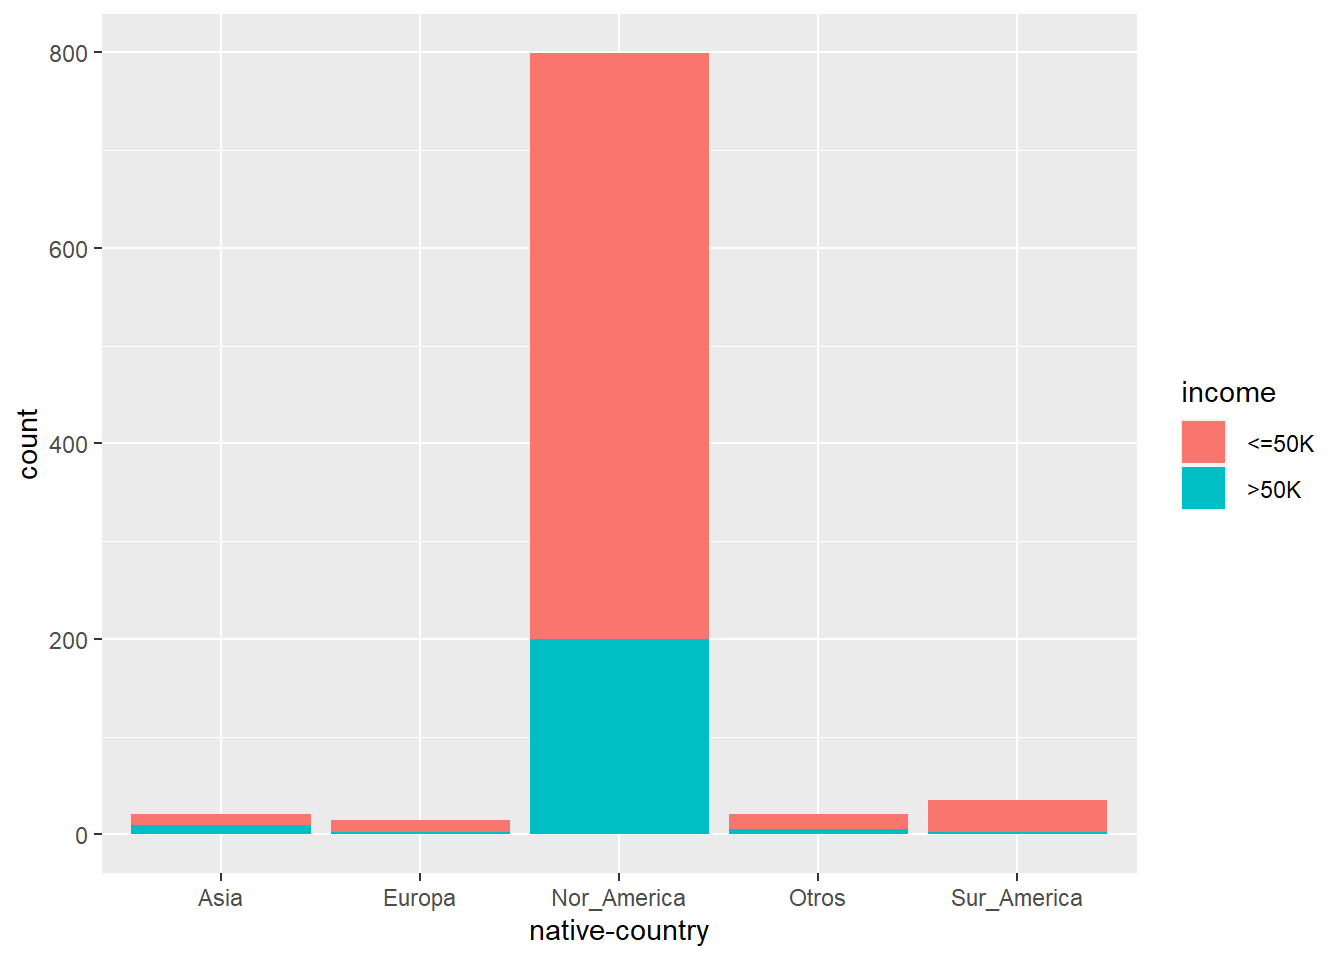 800
600
400
200
0
count
Asia
Europa
Nor_America
Otros
Sur_America
native-country
income
<=50K
>50K